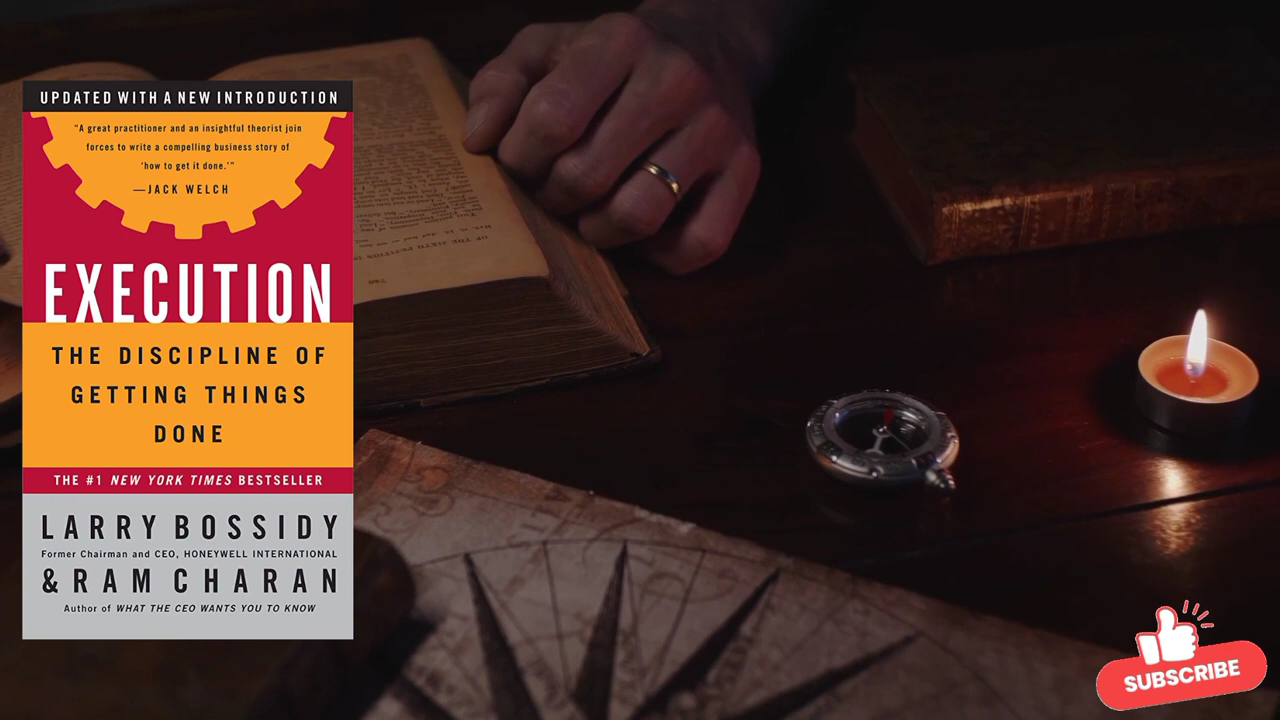 UPDATED WITH A NEW INTRODUCTION
"A great practitioner and an insightful theorist join
forces to write a compelling business story of
'how to get it done.'"
—JACK WELCH
EXECUTION
THE DISCIPLINE OF
GETTING THINGS
DONE
THE #1 NEW YORK TIMES BESTSELLER
LARRY BOSSIDY
Former Chairman and CEO, HONEYWELL INTERNATIONAL
& RAM CHARAN
Author of WHAT THE CEO WANTS YOU TO KNOW
SUBSCRIBE